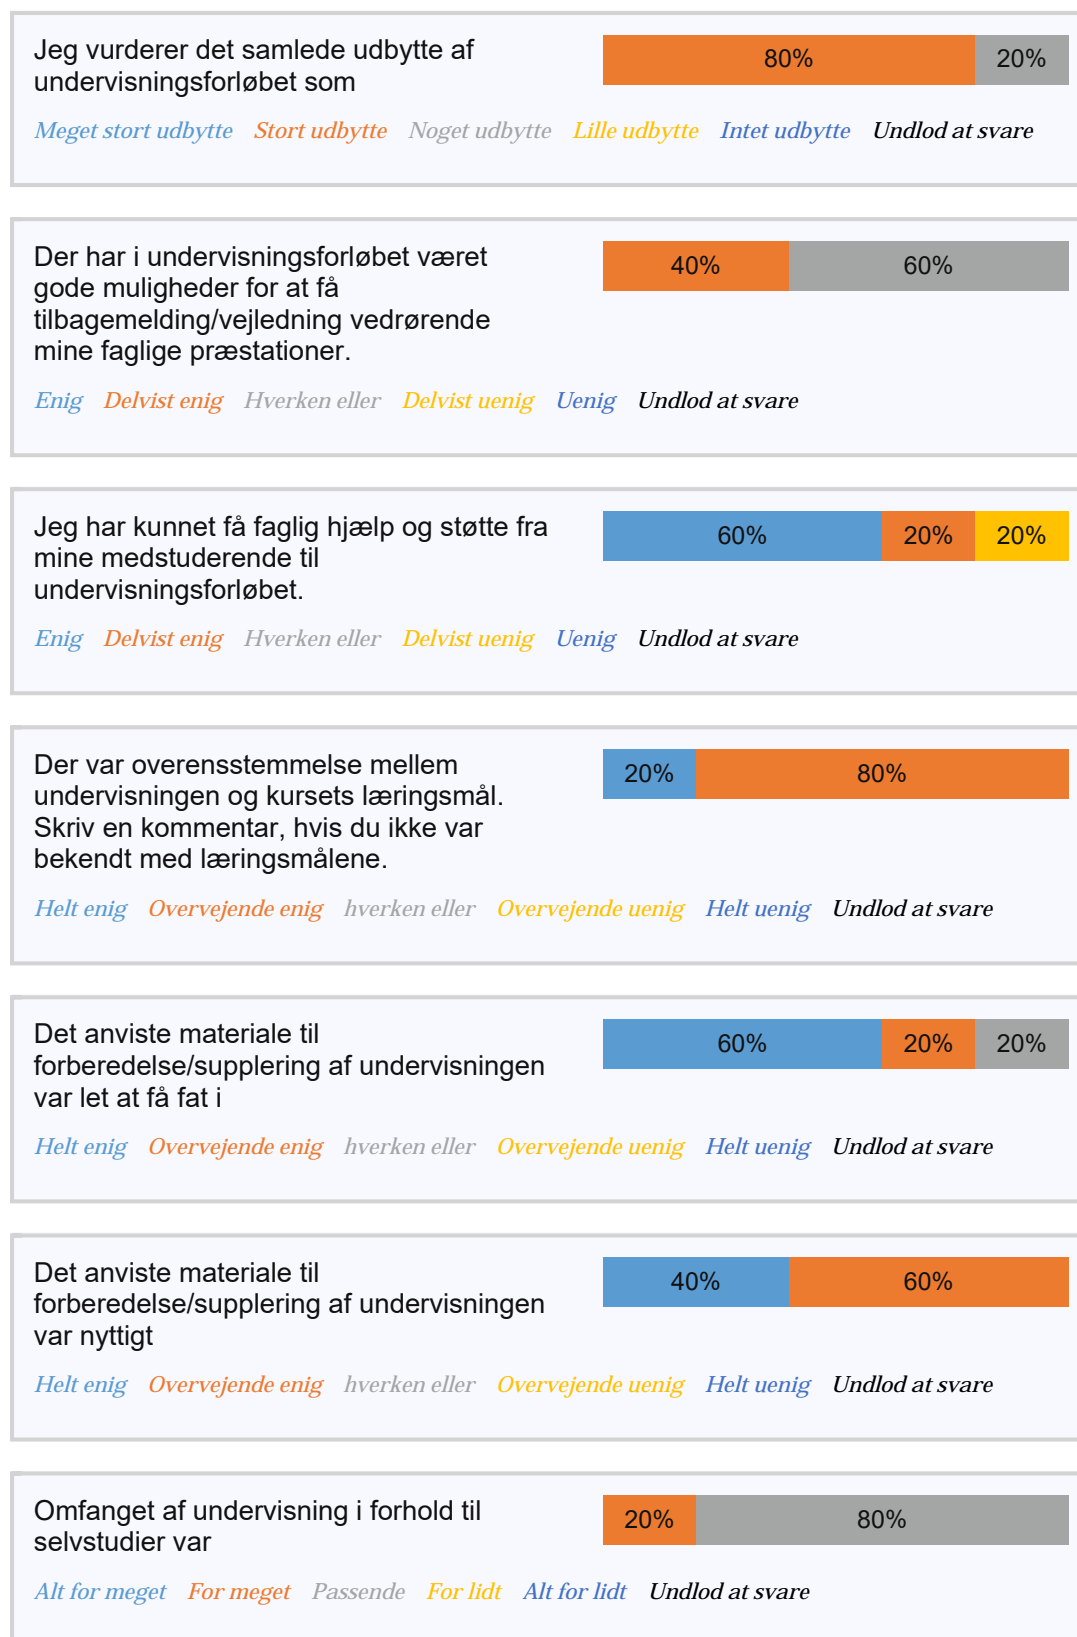 Jeg vurderer det samlede udbytte af
undervisningsforløbet som
80% 20%
Meget stort udbytte Stort udbytte Noget udbytte Lille udbytte Intet udbytte Undlod at svare
Der har i undervisningsforløbet været
gode muligheder for at få
tilbagemelding/vejledning vedrørende
mine faglige præstationer.
40% 60%
Enig Delvist enig Hverken eller Delvist uenig Uenig Undlod at svare
Jeg har kunnet få faglig hjælp og støtte fra
mine medstuderende til
undervisningsforløbet.
60% 20% 20%
Enig Delvist enig Hverken eller Delvist uenig Uenig Undlod at svare
Der var overensstemmelse mellem
undervisningen og kursets læringsmål.
Skriv en kommentar, hvis du ikke var
bekendt med læringsmålene.
20% 80%
Helt enig Overvejende enig hverken eller Overvejende uenig Helt uenig Undlod at svare
Det anviste materiale til
forberedelse/supplering af undervisningen
var let at få fat i
60% 20% 20%
Helt enig Overvejende enig hverken eller Overvejende uenig Helt uenig Undlod at svare
Det anviste materiale til
forberedelse/supplering af undervisningen
var nyttigt
40% 60%
Helt enig Overvejende enig hverken eller Overvejende uenig Helt uenig Undlod at svare
Omfanget af undervisning i forhold til
selvstudier var
20% 80%
Alt for meget For meget Passende For lidt Alt for lidt Undlod at svare